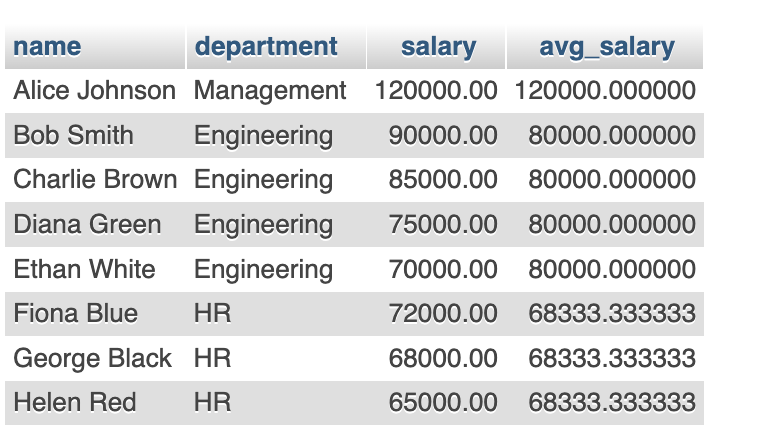 name department salary avg_salary
Alice Johnson Management 120000.00 120000.000000
Bob Smith Engineering 90000.00 80000.000000
Charlie Brown Engineering 85000.00 80000.000000
Diana Green Engineering 75000.00 80000.000000
Ethan White Engineering 70000.00 80000.000000
Fiona Blue HR 72000.00 68333.333333
George Black HR 68000.00 68333.333333
Helen Red HR 65000.00 68333.333333